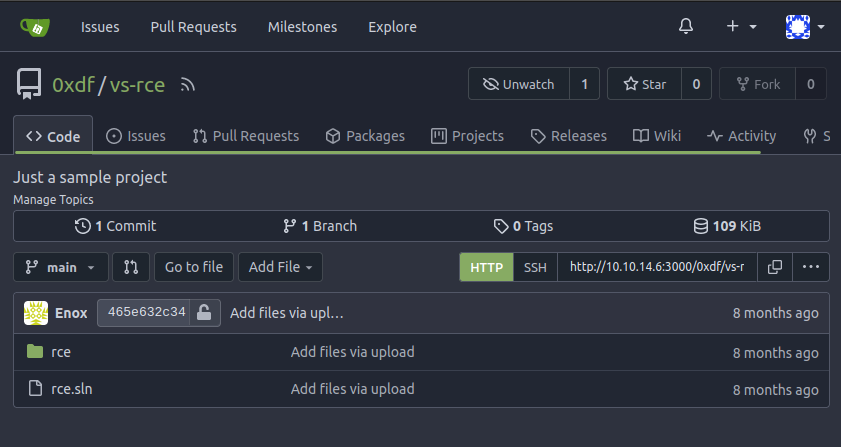 Issues Pull Requests Milestones Explore
0xdf / vs-rce Unwatch 1 Star 0 Fork 0
Code Issues Pull Requests Packages Projects Releases Wiki Activity S
Just a sample project
Manage Topics
1 Commit 1 Branch 0 Tags 109 KiB
main Go to file Add File HTTP SSH http://10.10.14.6:3000/0xdf/vs-r
Enox 465e632c34 Add files via upl... 8 months ago
rce Add files via upload 8 months ago
rce.sln Add files via upload 8 months ago